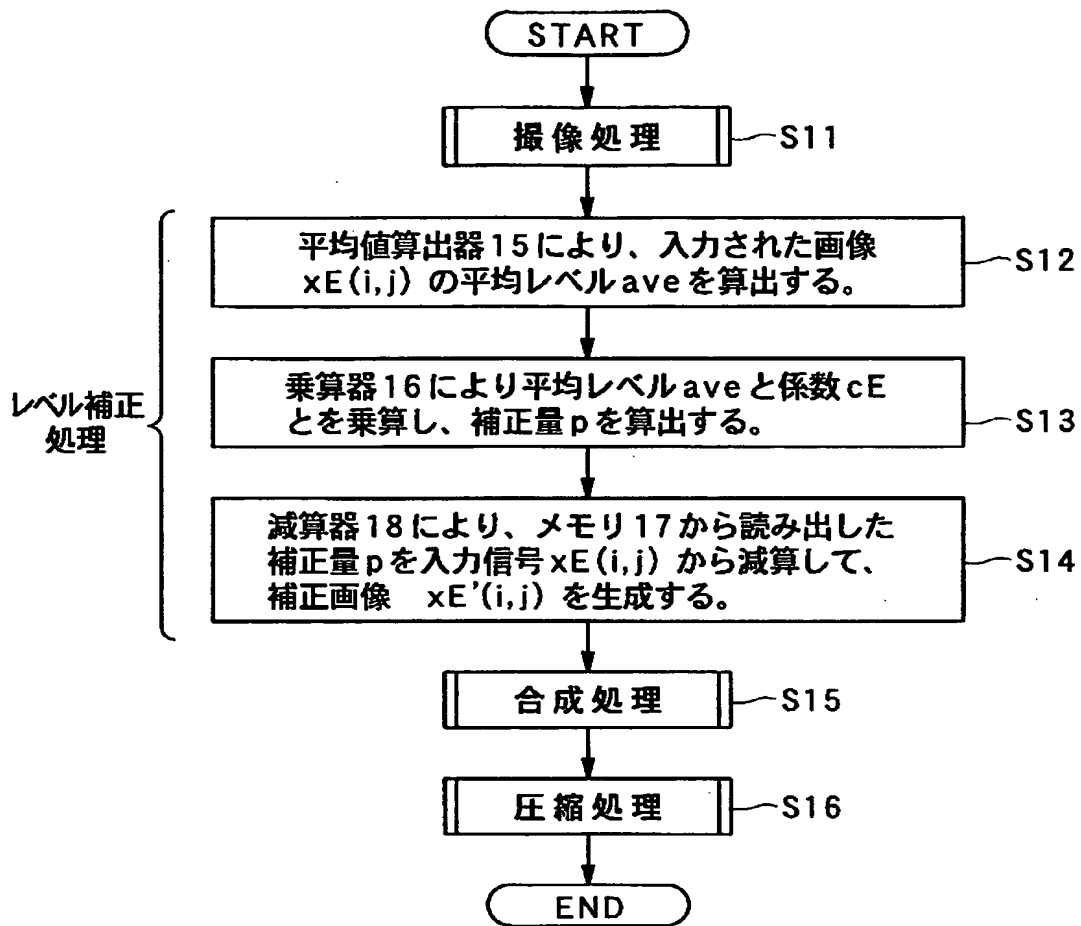 START
撮像処理
S11
平均値算出器15により、入力された画像
xE(i,j) の平均レベルaveを算出する。
S12
レベル補正
処理
乗算器16により平均レベルaveと係数cE
とを乗算し、補正量pを算出する。
S13
減算器18により、メモリ17から読み出した
補正量pを入力信号xE(i,j) から減算して、
補正画像 xE'(i,j) を生成する。
S14
合成処理
S15
圧縮処理
S16
END